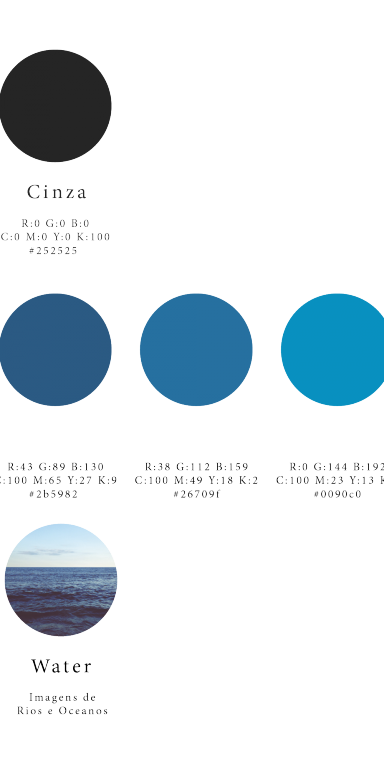 Cinza
R:0 G:0 B:0
C:0 M:0 Y:0 K:100
#252525
R:43 G:89 B:130
C:100 M:65 Y:27 K:9
#2b5982
R:38 G:112 B:159
C:100 M:49 Y:18 K:2
#26709f
R:0 G:144 B:192
C:100 M:23 Y:13
#0090c0
Water
Imagens de
Rios e Oceanos